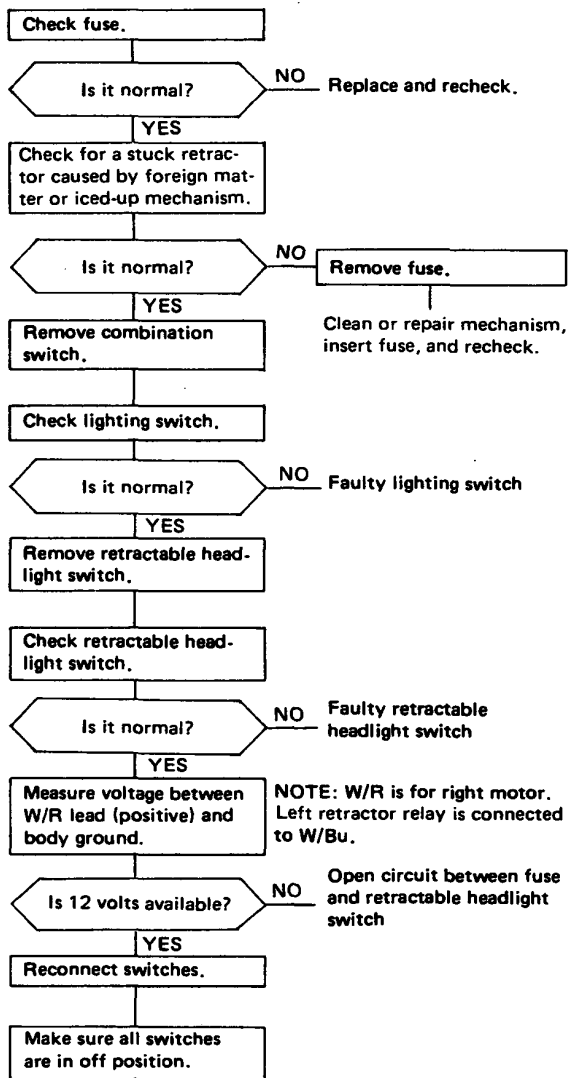 Check fuse.
Is it normal?
NO
Replace and recheck.
YES
Check for a stuck retrac-
tor caused by foreign mat-
ter or iced-up mechanism.
Is it normal?
NO
Remove fuse.
Clean or repair mechanism,
insert fuse, and recheck.
YES
Remove combination
switch.
Check lighting switch.
Is it normal?
NO
Faulty lighting switch
YES
Remove retractable head-
light switch.
Check retractable head-
light switch.
Is it normal?
NO
Faulty retractable
headlight switch
YES
Measure voltage between
W/R lead (positive) and
body ground.
NOTE: W/R is for right motor.
Left retractor relay is connected
to W/Bu.
Is 12 volts available?
NO
Open circuit between fuse
and retractable headlight
switch
YES
Reconnect switches.
Make sure all switches
are in off position.